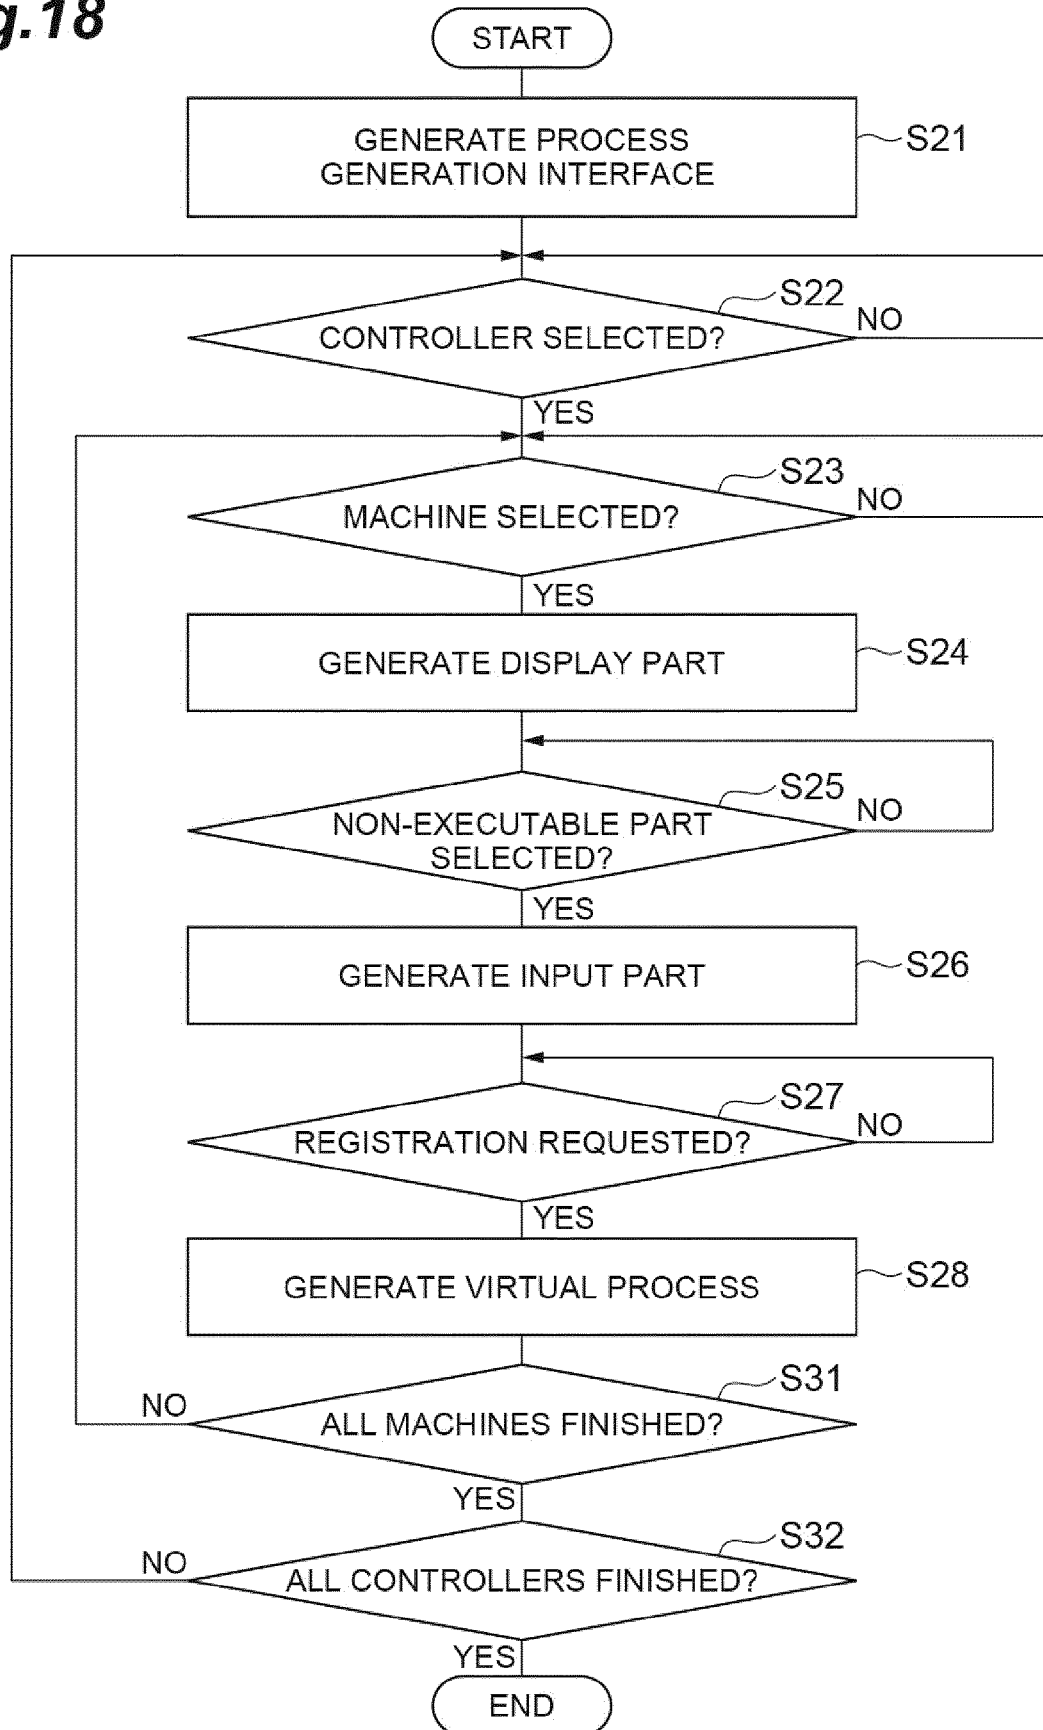 g.18
START
GENERATE PROCESS
GENERATION INTERFACE
S21
S22
CONTROLLER SELECTED?
NO
YES
S23
MACHINE SELECTED?
NO
YES
GENERATE DISPLAY PART
S24
S25
NON-EXECUTABLE PART
SELECTED?
NO
YES
GENERATE INPUT PART
S26
S27
REGISTRATION REQUESTED?
NO
YES
GENERATE VIRTUAL PROCESS
S28
S31
NO
ALL MACHINES FINISHED?
YES
S32
NO
ALL CONTROLLERS FINISHED?
YES
END